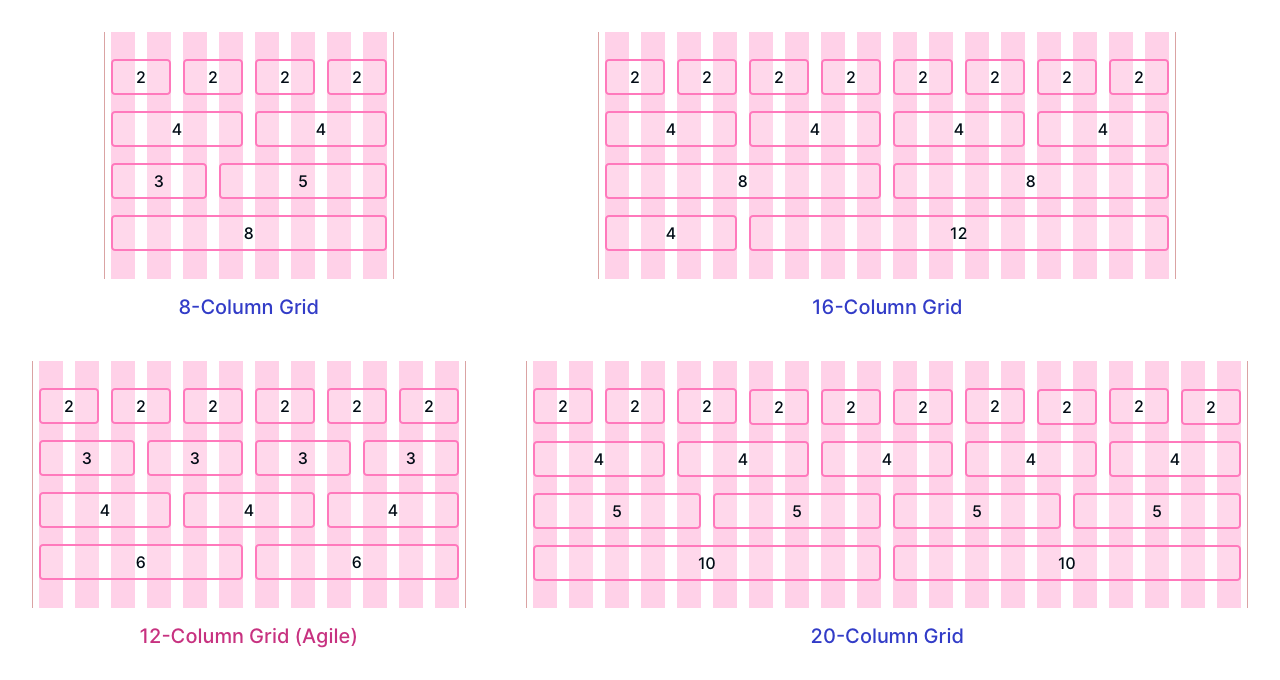 2 2 2 2
4 4
3 5
8
8-Column Grid
2 2 2 2 2 2 2 2
4 4 4 4
8 8
4 12
16-Column Grid
2 2 2 2 2 2
3 3 3 3
4 4 4
6 6
12-Column Grid (Agile)
2 2 2 2 2 2 2 2 2 2
4 4 4 4 4
5 5 5 5
10 10
20-Column Grid